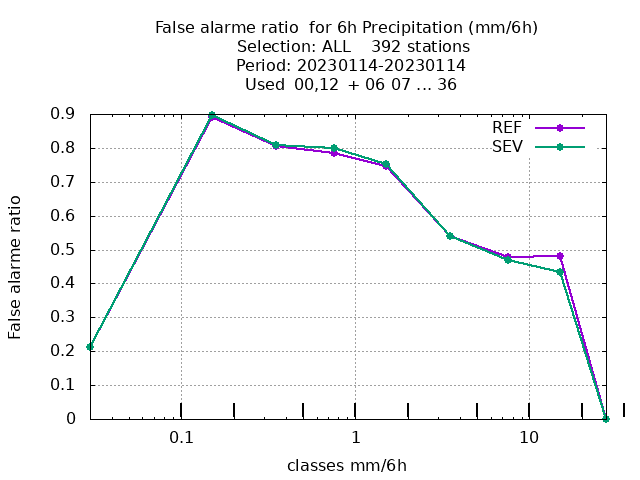 False alarme ratio  for 6h Precipitation (mm/6h)
Selection: ALL    392 stations
Period: 20230114-20230114
Used  00,12  + 06 07 ... 36
REF
SEV
0.9
0.8
0.7
0.6
0.5
0.4
0.3
0.2
0.1
0
False alarme ratio
0.1 1 10
classes mm/6h